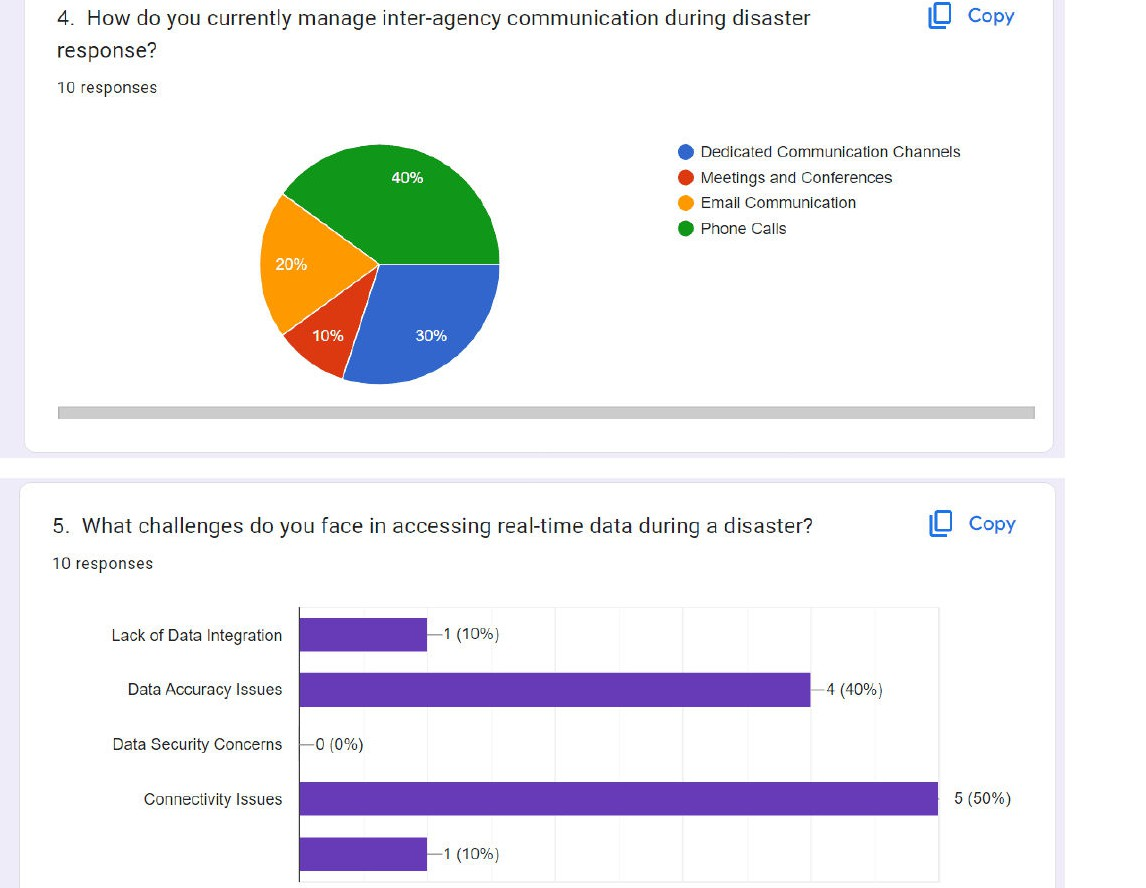 4. How do you currently manage inter-agency communication during disaster
response?
Copy
10 responses
Dedicated Communication Channels
Meetings and Conferences
Email Communication
Phone Calls
40%
20%
10%
30%
5. What challenges do you face in accessing real-time data during a disaster?
Copy
10 responses
Lack of Data Integration 1 (10%)
Data Accuracy Issues 4 (40%)
Data Security Concerns 0 (0%)
Connectivity Issues 5 (50%)
1 (10%)